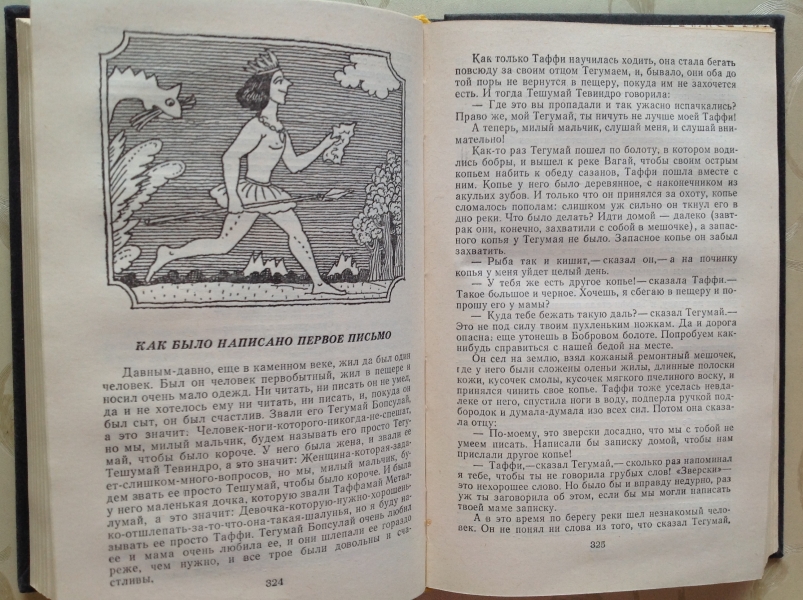 КАК БЫЛО НАПИСАНО ПЕРВОЕ ПИСЬМО
Давным-давно, еще в каменном веке, жил да был один
человек. Был он человек первобытный, жил в пещере и
носил очень мало одежд. Ни читать, ни писать он не умел,
да и не хотелось ему ни читать, ни писать, и, покуда он
был сыт, он был счастлив. Звали его Тегумай Бопсулай,
а это значит: Человек-ноги-которого-никогда-не-спешат,
но мы, милый мальчик, будем называть его просто Тегу-
май, чтобы было короче. У него была жена, и звали ее
Тешумай Тевиндро, а это значит: Женщина-которая-зада-
ет-слишком-много-вопросов, но мы, милый мальчик, бу-
дем звать ее просто Тешумай, чтобы было короче. И была
у него маленькая дочка, которую звали Таффамай Метал-
лумай, а это значит: Девочка-которую-нужно-хорошень-
ко-отшлепать-за-то-что-она-такая-шалунья, но я буду на-
зывать ее просто Таффи. Тегумай Бопсулай очень любил
ее и мама очень любила ее, и они шлепали ее гораздо
реже, чем нужно, и все трое были довольны и сча-
стливы.
324
Как только Таффи научилась ходить, она стала бегать
повсюду за своим отцом Тегумаем, и, бывало, они оба до
той поры не вернутся в пещеру, покуда им не захочется
есть. И тогда Тешумай Тевиндро говорила:
— Где это вы пропадали и так ужасно испачкались?
Право же, мой Тегумай, ты ничуть не лучше моей Таффи!
А теперь, милый мальчик, слушай меня, и слушай вни-
мательно!
Как-то раз Тегумай пошел по болоту, в котором води-
лись бобры, и вышел к реке Вагай, чтобы своим острым
копьем набить к обеду сазанов, Таффи пошла вместе с
ним. Копье у него было деревянное, с наконечником из
акульих зубов. И только что он принялся за охоту, копье
сломалось пополам: слишком уж сильно он ткнул его в
дно реки. Что было делать? Идти домой — далеко (завт-
рак они, конечно, захватили с собой в мешочке), а запас-
ного копья у Тегумая не было. Запасное копье он забыл
захватить.
— Рыба так и кишит,— сказал он,— а на починку
копья у меня уйдет целый день.
— У тебя же есть другое копье!— сказала Таффи.—
Такое большое и черное. Хочешь, я сбегаю в пещеру и по-
прошу его у мамы?
— Куда тебе бежать такую даль?— сказал Тегумай.—
Это не под силу твоим пухленьким ножкам. Да и дорога
опасна: еще утонешь в Бобровом болоте. Попробуем как-
нибудь справиться с нашей бедой на месте.
Он сел на землю, взял кожаный ремонтный мешочек,
где у него были сложены оленьи жилы, длинные полоски
кожи, кусочек смолы, кусочек мягкого пчелиного воску, и
принялся чинить свое копье. Таффи тоже уселась невда-
леке от него, спустила ноги в воду, подперла ручкой под-
бородок и думала-думала изо всех сил. Потом она сказа-
ла отцу:
— По-моему, это зверски досадно, что мы с тобой не
умеем писать. Написали бы записку домой, чтобы нам
прислали другое копье!
— Таффи,— сказал Тегумай,— сколько раз напоминал
я тебе, чтобы ты не говорила грубых слов! «Зверски»—
это нехорошее слово. Но было бы и вправду недурно, раз
уж ты заговорила об этом, если бы мы могли написать
твоей маме записку.
А в это время по берегу реки шел незнакомый чело-
век. Он не понял ни слова из того, что сказал Тегумай,
325